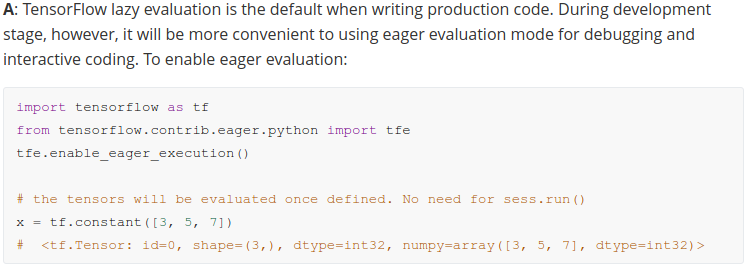 A: TensorFlow lazy evaluation is the default when writing production code. During development
stage, however, it will be more convenient to using eager evaluation mode for debugging and
interactive coding. To enable eager evaluation:
import tensorflow as tf
from tensorflow.contrib.eager.python import tfe
tfe.enable_eager_execution()
# the tensors will be evaluated once defined. No need for sess.run()
x = tf.constant([3, 5, 7])
#  <tf.Tensor: id=0, shape=(3,), dtype=int32, numpy=array([3, 5, 7], dtype=int32)>